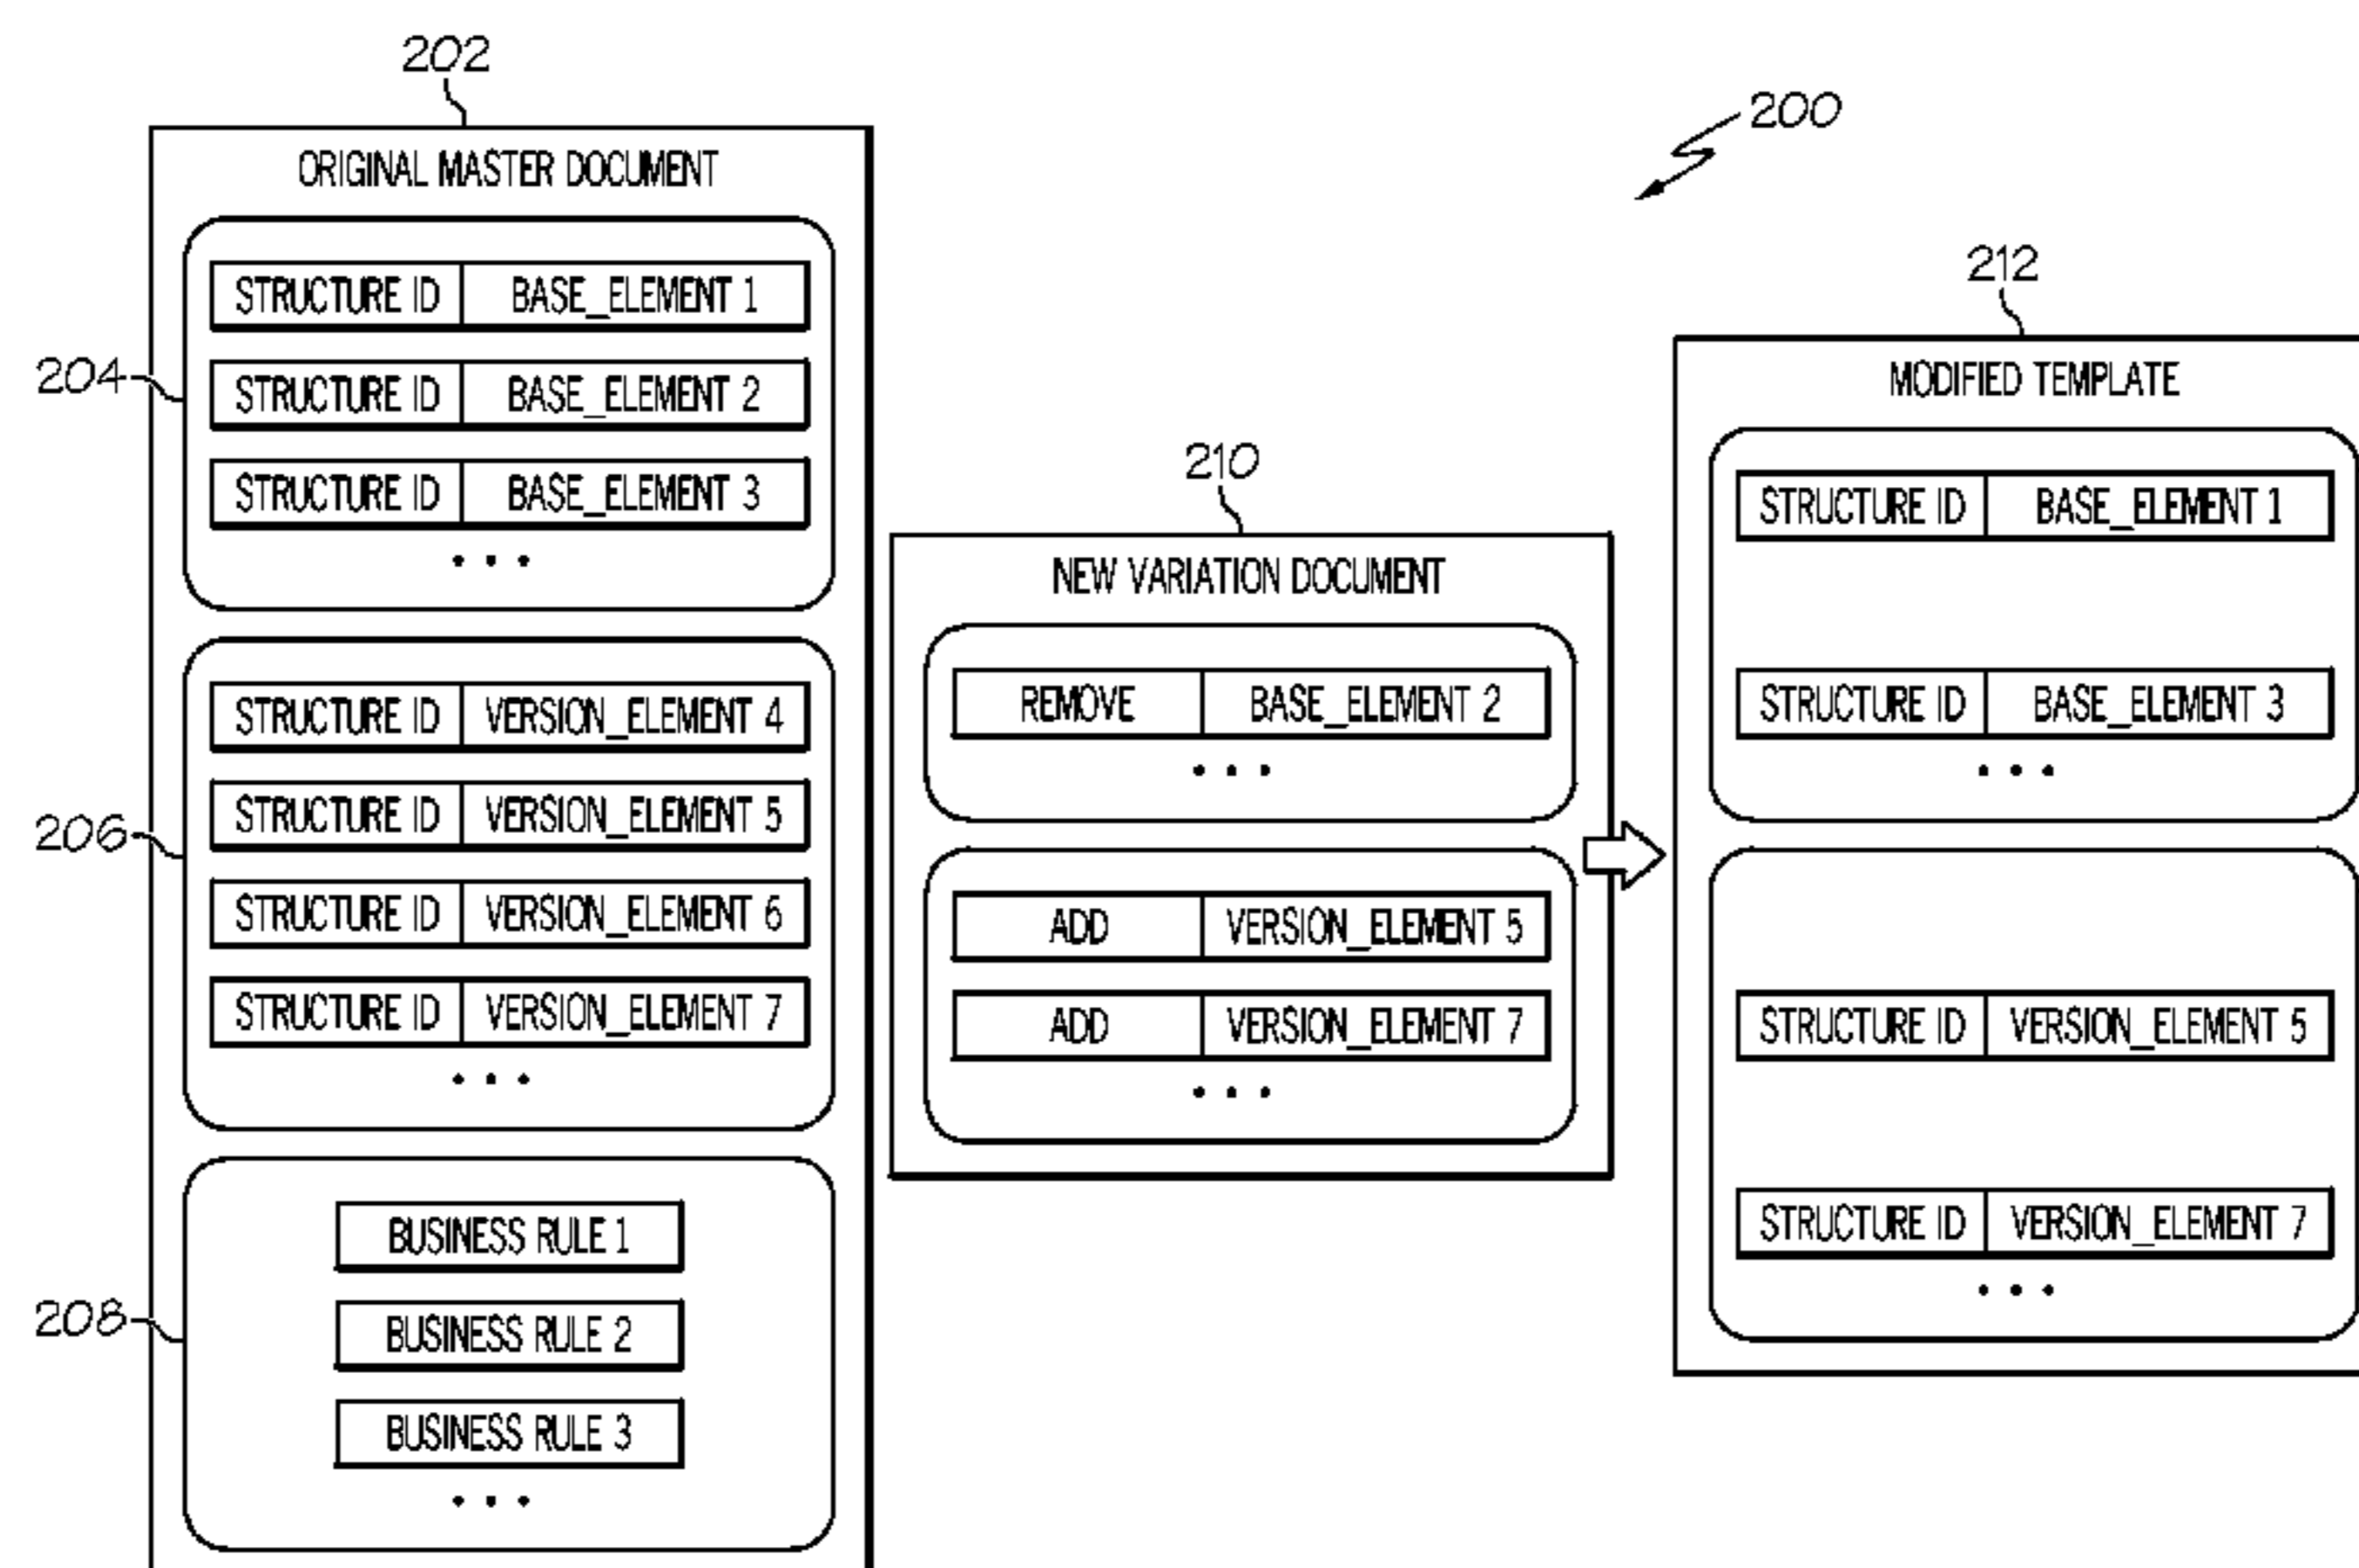 202
ORIGINAL MASTER DOCUMENT
204
STRUCTURE ID BASE_ELEMENT 1
STRUCTURE ID BASE_ELEMENT 2
STRUCTURE ID BASE_ELEMENT 3
• • •
206
STRUCTURE ID VERSION_ELEMENT 4
STRUCTURE ID VERSION_ELEMENT 5
STRUCTURE ID VERSION_ELEMENT 6
STRUCTURE ID VERSION_ELEMENT 7
• • •
208
BUSINESS RULE 1
BUSINESS RULE 2
BUSINESS RULE 3
• • •
210
NEW VARIATION DOCUMENT
REMOVE BASE_ELEMENT 2
• • •
ADD VERSION_ELEMENT 5
ADD VERSION_ELEMENT 7
• • •
200
212
MODIFIED TEMPLATE
STRUCTURE ID BASE_ELEMENT 1
STRUCTURE ID BASE_ELEMENT 3
• • •
STRUCTURE ID VERSION_ELEMENT 5
STRUCTURE ID VERSION_ELEMENT 7
• • •